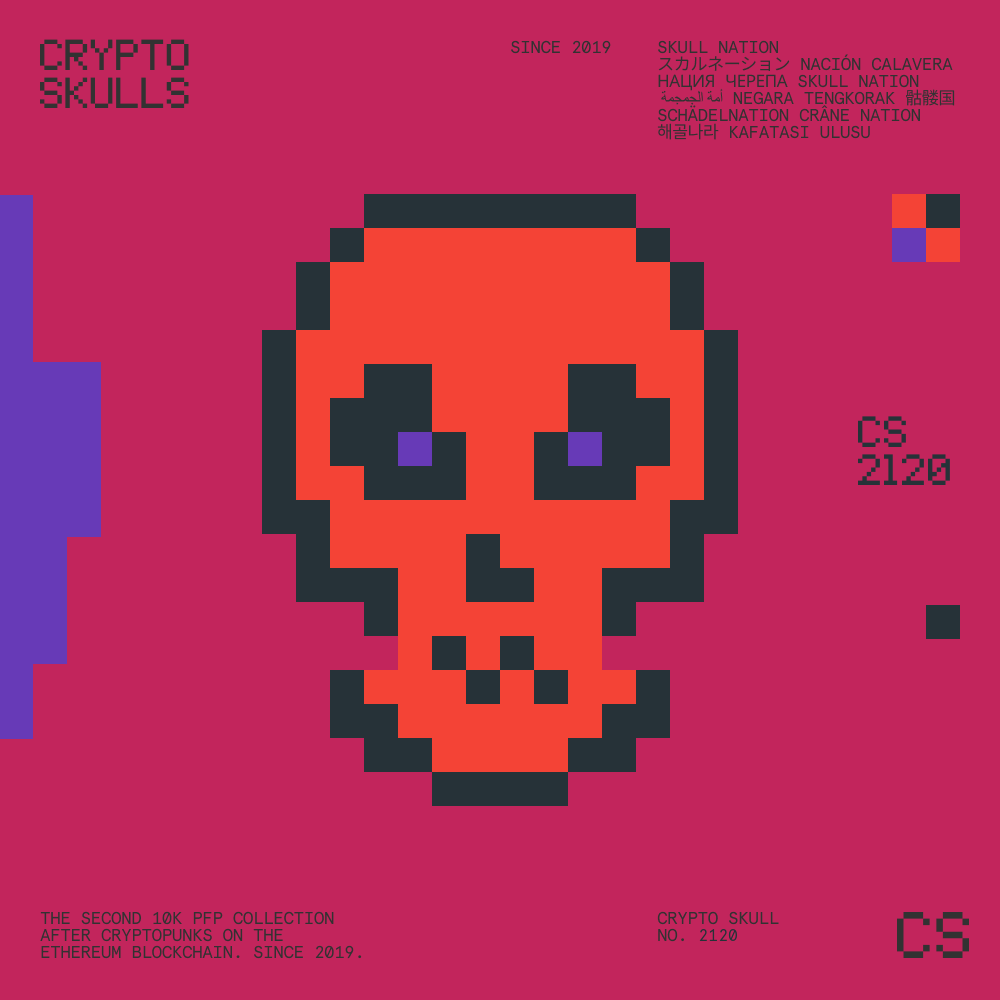 CRYPTO
SKULLS
SINCE 2019
SKULL NATION
スカルネーション NACIÓN CALAVERA
НАЦИЯ ЧЕРЕПА SKULL NATION
أمة الجمجمة NEGARA TENGKORAK 骷髅国
SCHÄDELNATION CRÂNE NATION
해골나라 KAFATASI ULUSU
CS
2120
THE SECOND 10K PFP COLLECTION
AFTER CRYPTOPUNKS ON THE
ETHEREUM BLOCKCHAIN. SINCE 2019.
CRYPTO SKULL
NO. 2120
CS